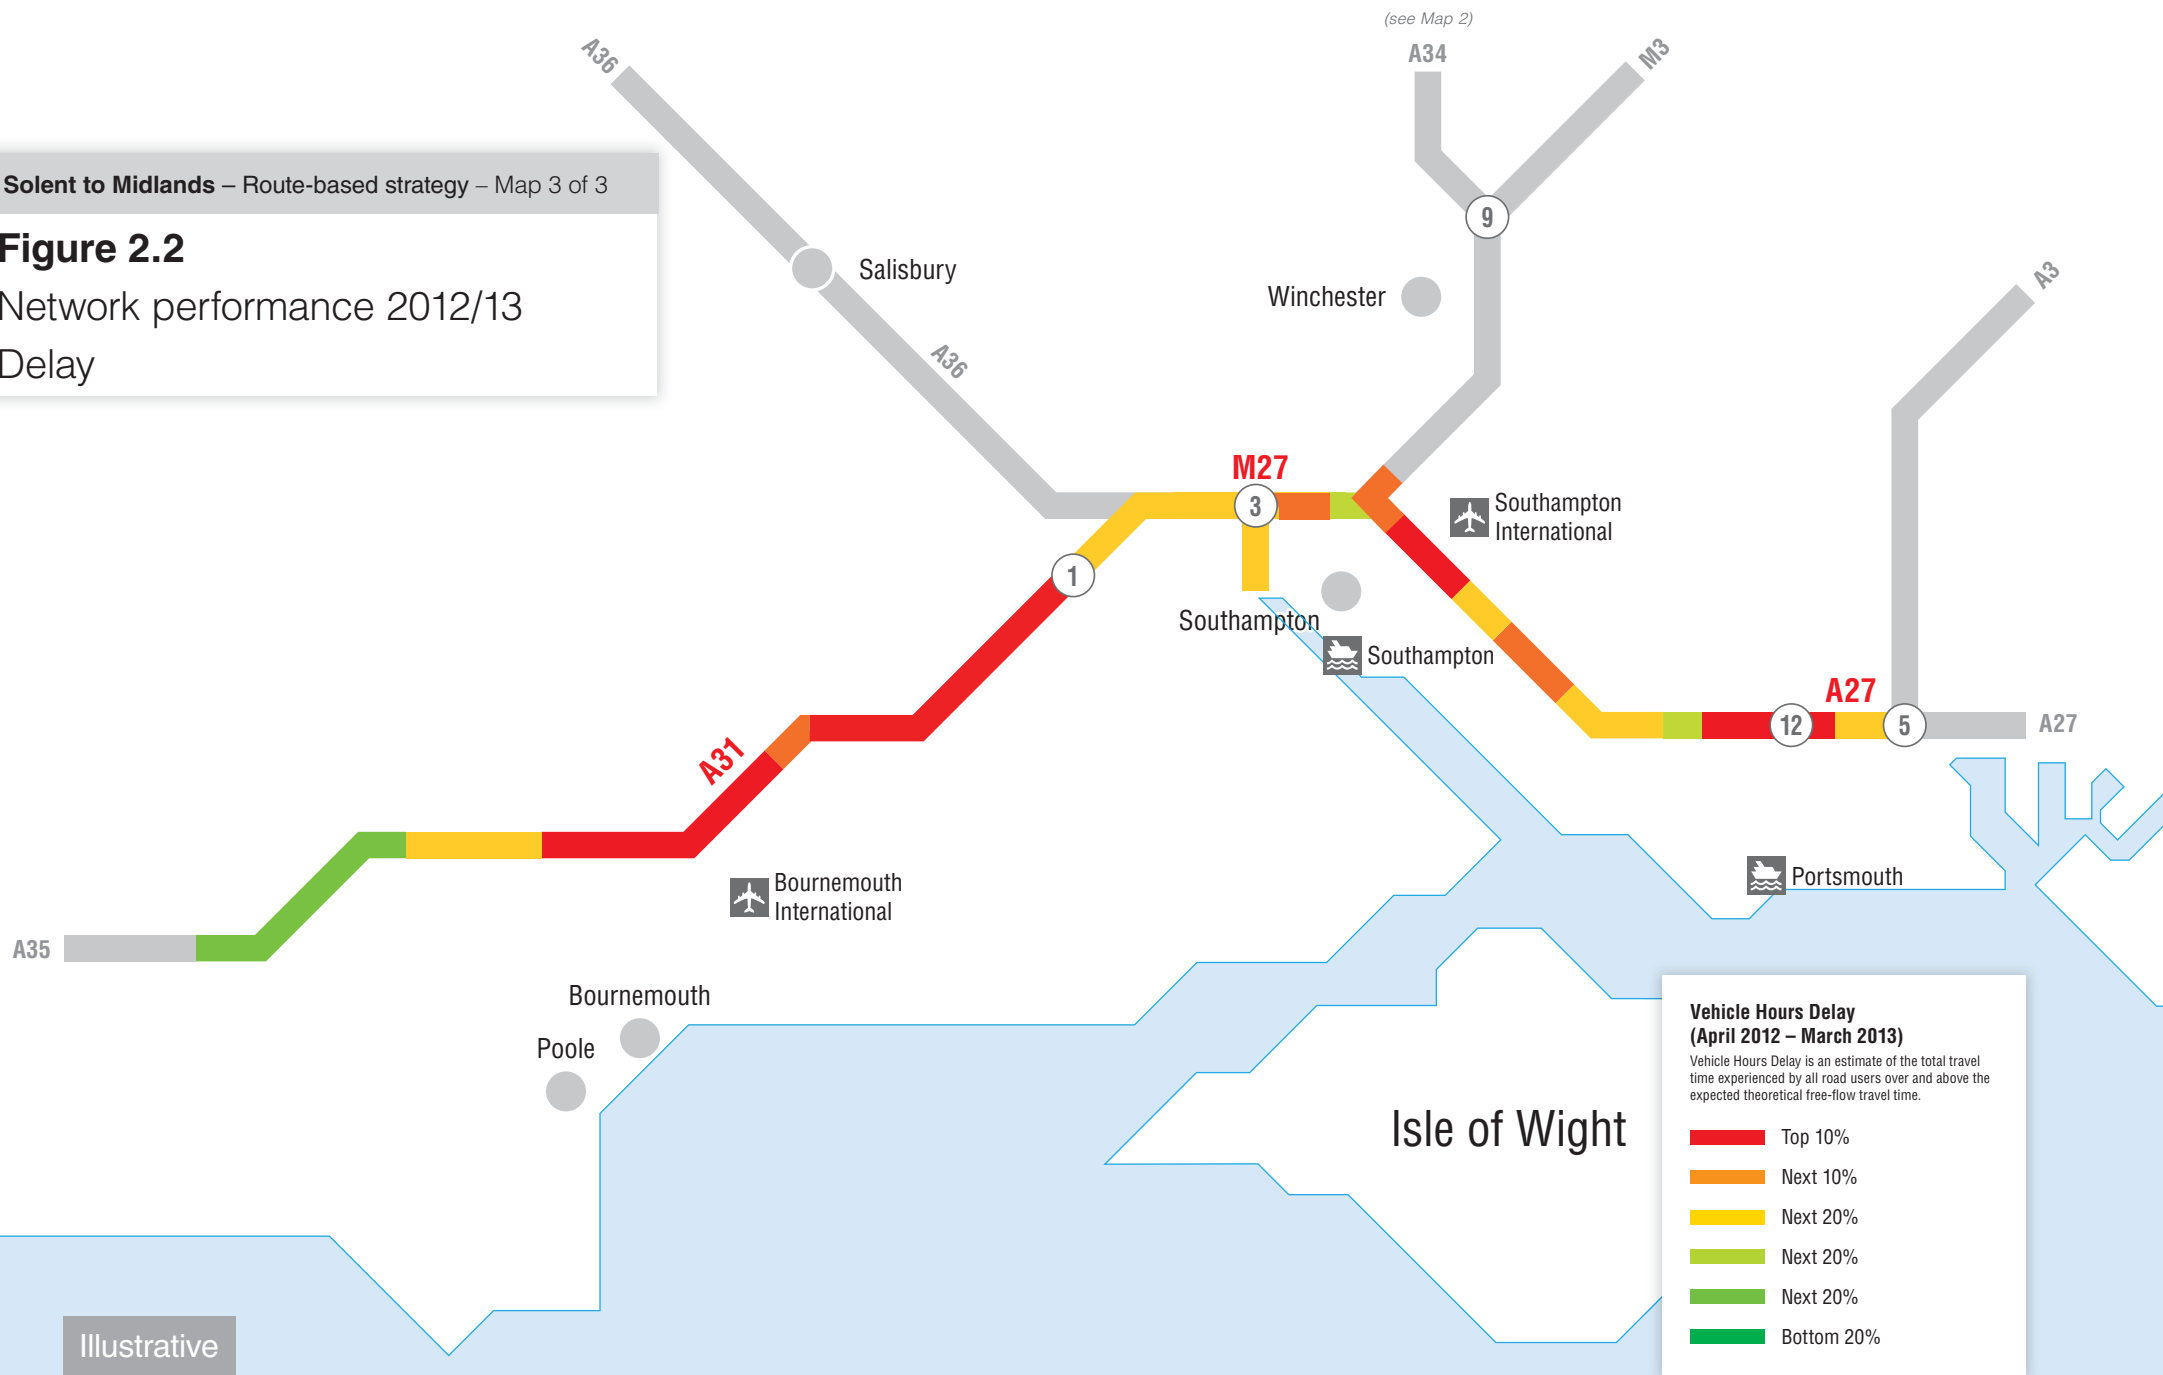 (see Map 2)
A34
M3
A36
Solent to Midlands – Route-based strategy – Map 3 of 3
Figure 2.2
Network performance 2012/13
Delay
9
Salisbury
Winchester
A3
A36
M27
3
Southampton
International
1
Southampton
Southampton
A31
A27
12
5
A27
Bournemouth
International
Portsmouth
A35
Bournemouth
Poole
Isle of Wight
Vehicle Hours Delay
(April 2012 – March 2013)
Vehicle Hours Delay is an estimate of the total travel
time experienced by all road users over and above the
expected theoretical free-flow travel time.
Top 10%
Next 10%
Next 20%
Next 20%
Next 20%
Bottom 20%
Illustrative